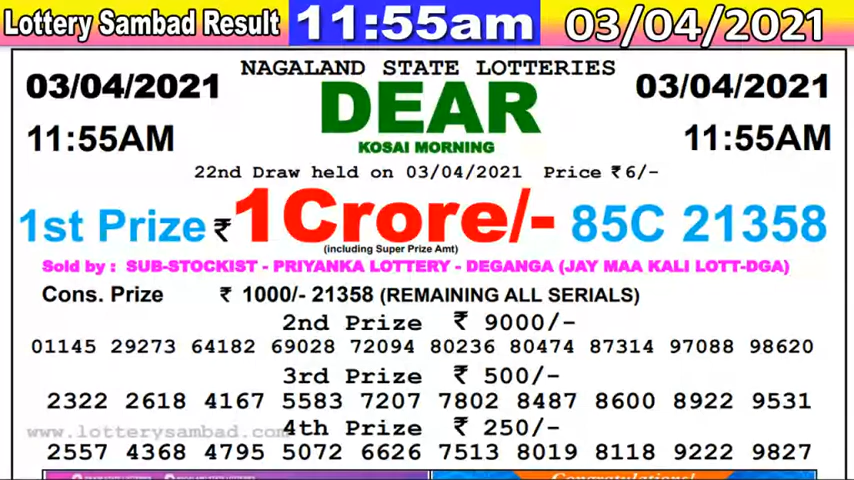 Lottery Sambad Result 11:55am 03/04/2021
NAGALAND STATE LOTTERIES
03/04/2021 DEAR 03/04/2021
11:55AM KOSAI MORNING 11:55AM
22nd Draw held on 03/04/2021 Price ₹6/-
1st Prize ₹1Crore/- 85C 21358
(including Super Prize Amt)
Sold by : SUB-STOCKIST - PRIYANKA LOTTERY - DEGANGA (JAY MAA KALI LOTT-DGA)
Cons. Prize ₹ 1000/- 21358 (REMAINING ALL SERIALS)
2nd Prize ₹ 9000/-
01145 29273 64182 69028 72094 80236 80474 87314 97088 98620
3rd Prize ₹ 500/-
2322 2618 4167 5583 7207 7802 8487 8600 8922 9531
www.lotterysambad.com
4th Prize ₹ 250/-
2557 4368 4795 5072 6626 7513 8019 8118 9222 9827
Congratulations!